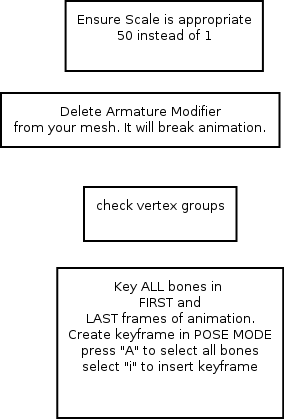 Ensure Scale is appropriate
50 instead of 1
Delete Armature Modifier
from your mesh. It will break animation.
check vertex groups
Key ALL bones in
FIRST and
LAST frames of animation.
Create keyframe in POSE MODE
press "A" to select all bones
select "i" to insert keyframe